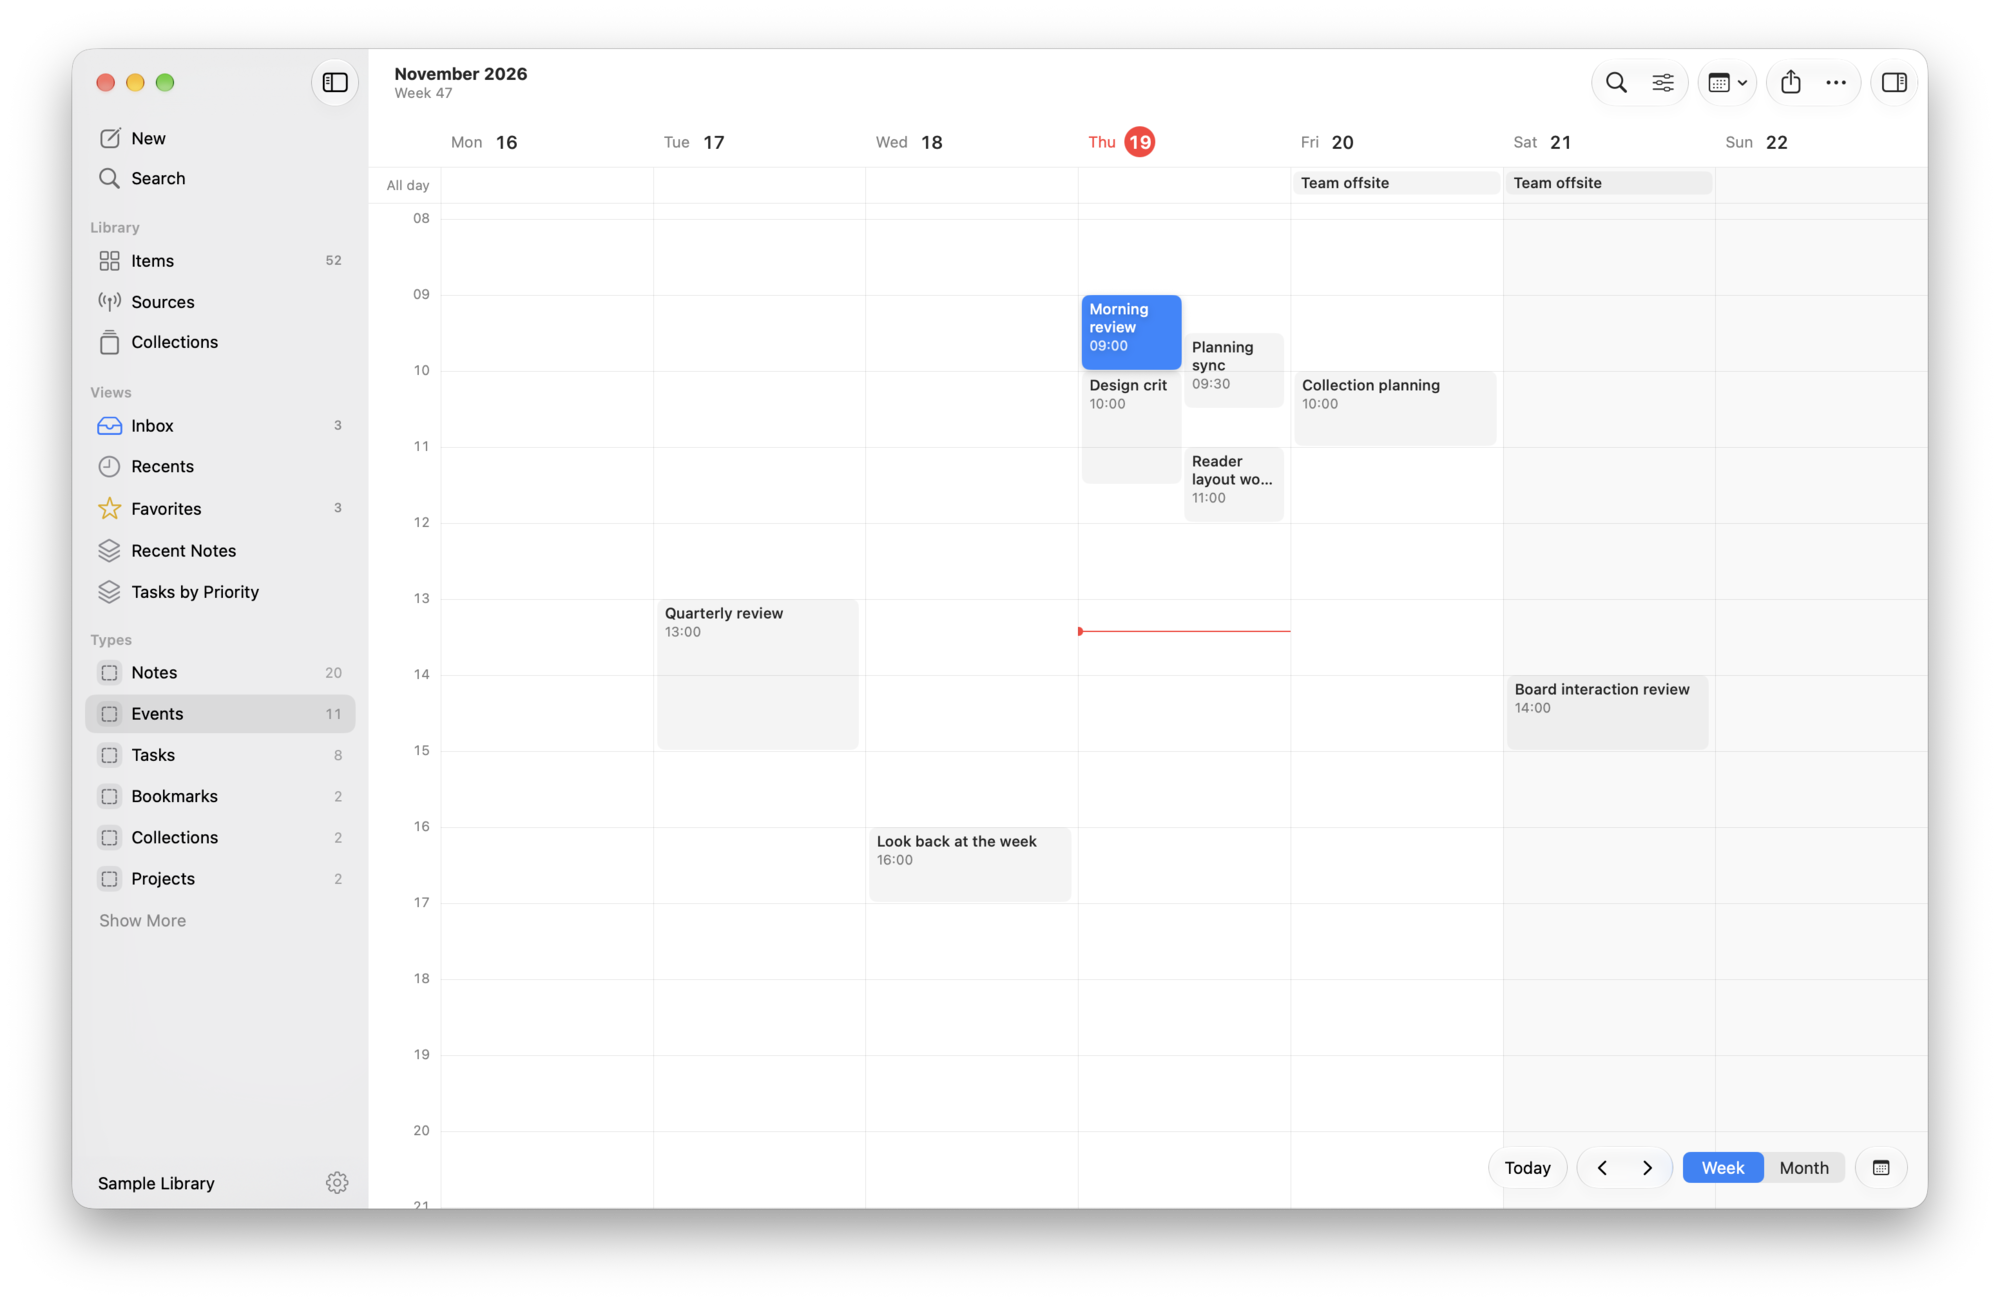 New
Search
Library
Items 52
Sources
Collections
Views
Inbox 3
Recents
Favorites 3
Recent Notes
Tasks by Priority
Types
Notes 20
Events 11
Tasks 8
Bookmarks 2
Collections 2
Projects 2
Show More
Sample Library
November 2026
Week 47
Mon 16 Tue 17 Wed 18 Thu 19 Fri 20 Sat 21 Sun 22
All day
Team offsite
Team offsite
08
09
10
11
12
13
14
15
16
17
18
19
20
21
Quarterly review
13:00
Look back at the week
16:00
Morning
review
09:00
Planning
sync
09:30
Design crit
10:00
Reader
layout wo...
11:00
Collection planning
10:00
Board interaction review
14:00
Today
Week Month